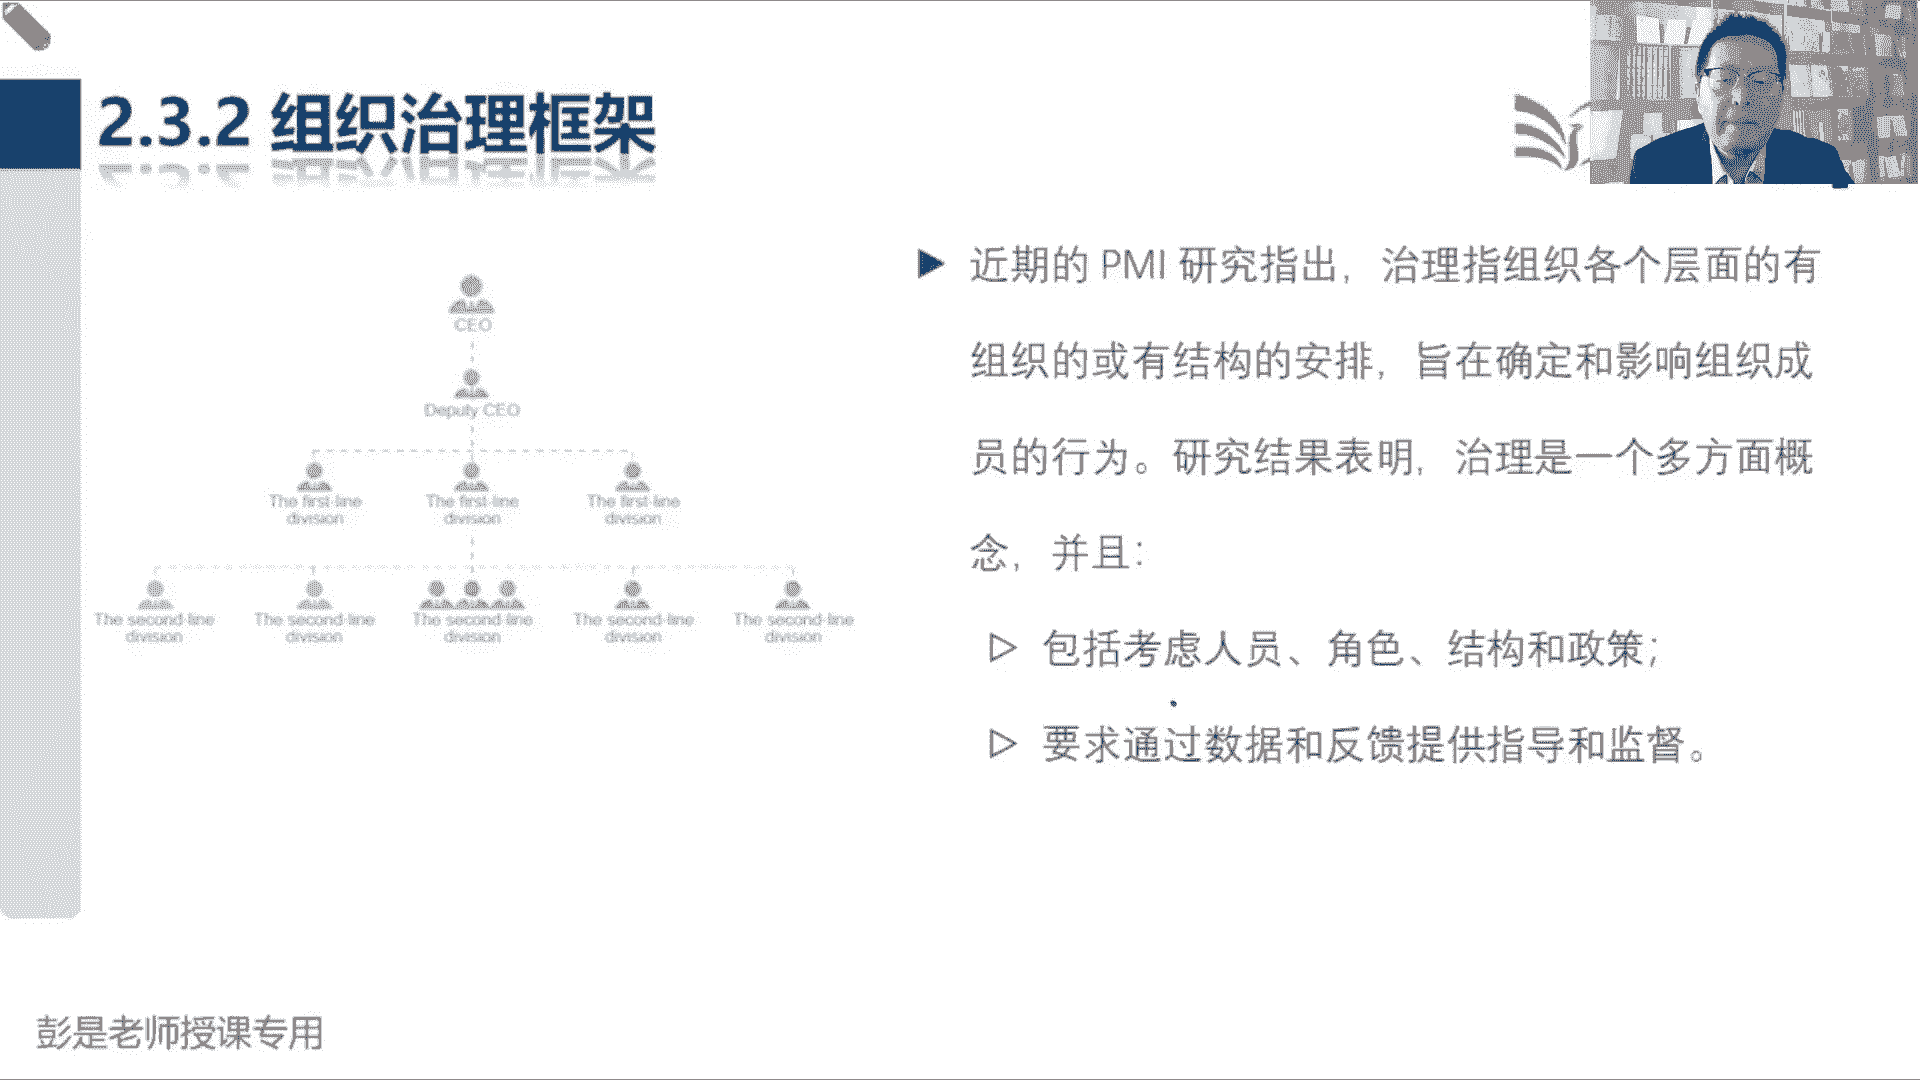 2.3.2 组织治理框架
CEO
Deputy CEO
The first-line
division
The first-line
division
The first-line
division
The second-line
division
The second-line
division
The second-line
division
The second-line
division
The second-line
division
近期的 PMI 研究指出，治理指组织各个层面的有
组织的或有结构的安排，旨在确定和影响组织成
员的行为。研究结果表明，治理是一个多方面概
念，并且：
包括考虑人员、角色、结构和政策；
要求通过数据和反馈提供指导和监督。
彭是老师授课专用